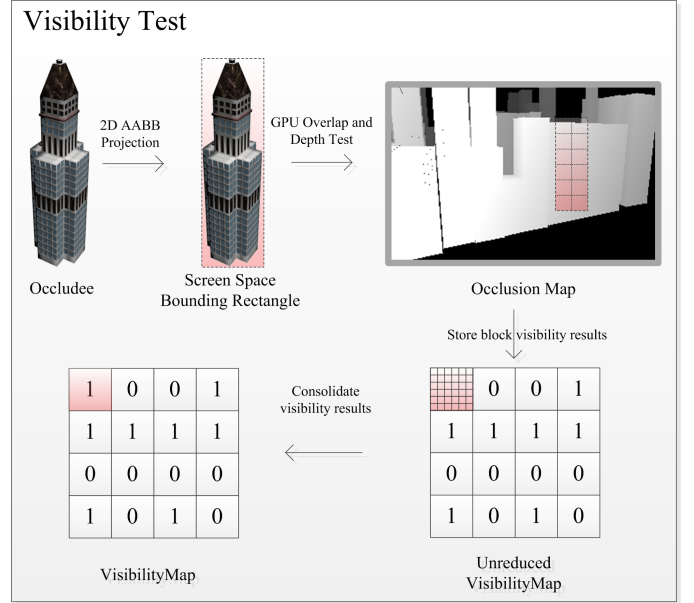 Visibility Test
2D AABB
Projection
GPU Overlap and
Depth Test
Occludee
Screen Space
Bounding Rectangle
Occlusion Map
Store block visibility results
0 0 1
1 1 1 1
0 0 0 0
1 0 1 0
Unreduced
VisibilityMap
Consolidate
visibility results
1 0 0 1
1 1 1 1
0 0 0 0
1 0 1 0
VisibilityMap